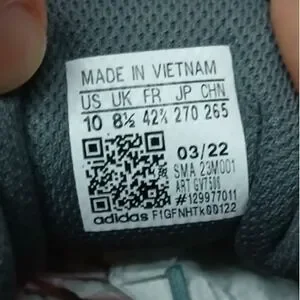 MADE IN VIETNAM
US UK FR JP CHN
10 8½ 42⅔ 270 265
03/22
SMA 23M001
ART GV7506
#129977011
adidas F1GFNHTk00122